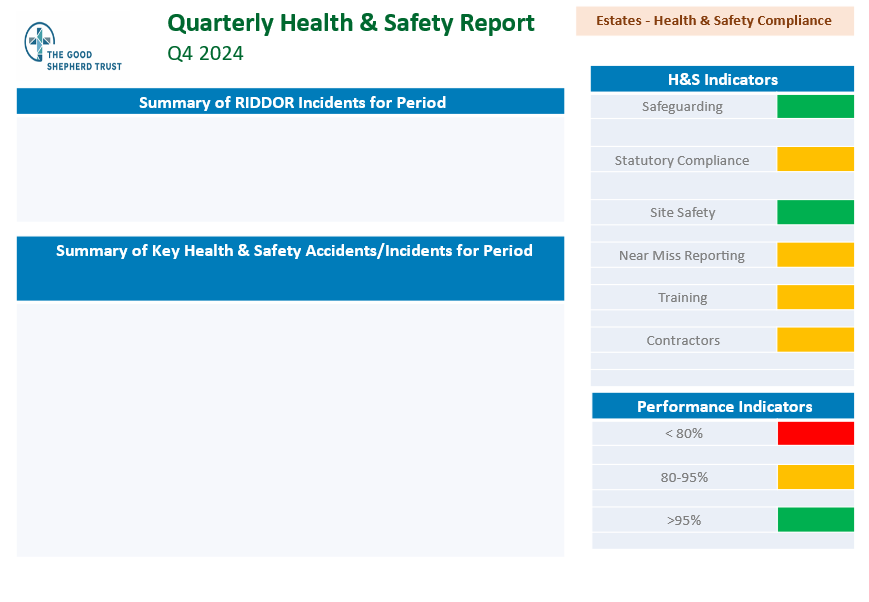 THE GOOD
SHEPHERD TRUST
Quarterly Health & Safety Report
Q4 2024
Estates - Health & Safety Compliance
Summary of RIDDOR Incidents for Period
Summary of Key Health & Safety Accidents/Incidents for Period
H&S Indicators
Safeguarding
Statutory Compliance
Site Safety
Near Miss Reporting
Training
Contractors
Performance Indicators
< 80%
80-95%
>95%